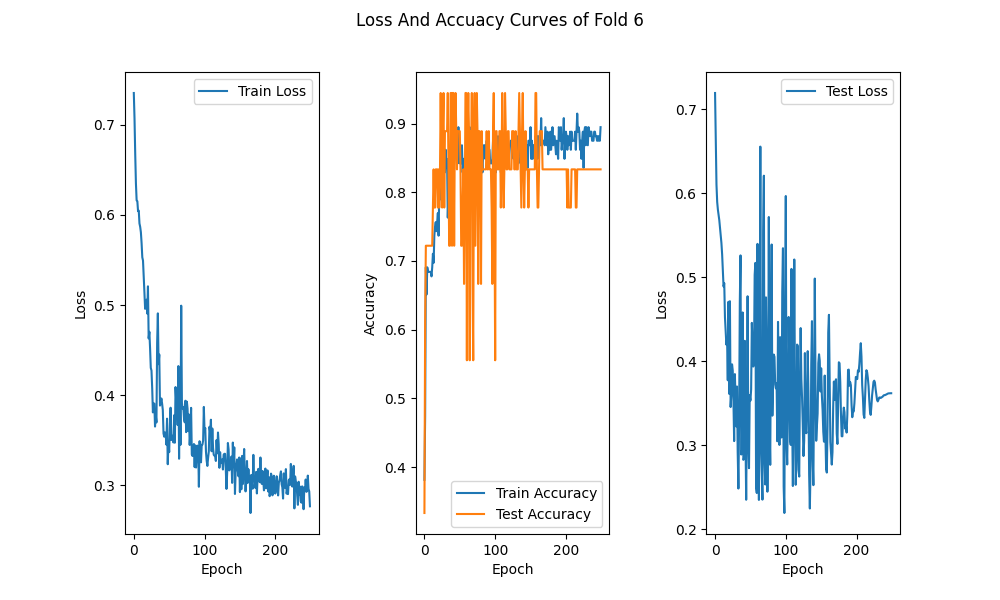 Loss And Accuacy Curves of Fold 6
Train Loss
0.7
0.6
0.5
0.4
0.3
Loss
0
100
200
Epoch
0.9
0.8
0.7
0.6
0.5
0.4
Accuracy
Train Accuracy
Test Accuracy
0
100
200
Epoch
Test Loss
0.7
0.6
0.5
0.4
0.3
0.2
Loss
0
100
200
Epoch